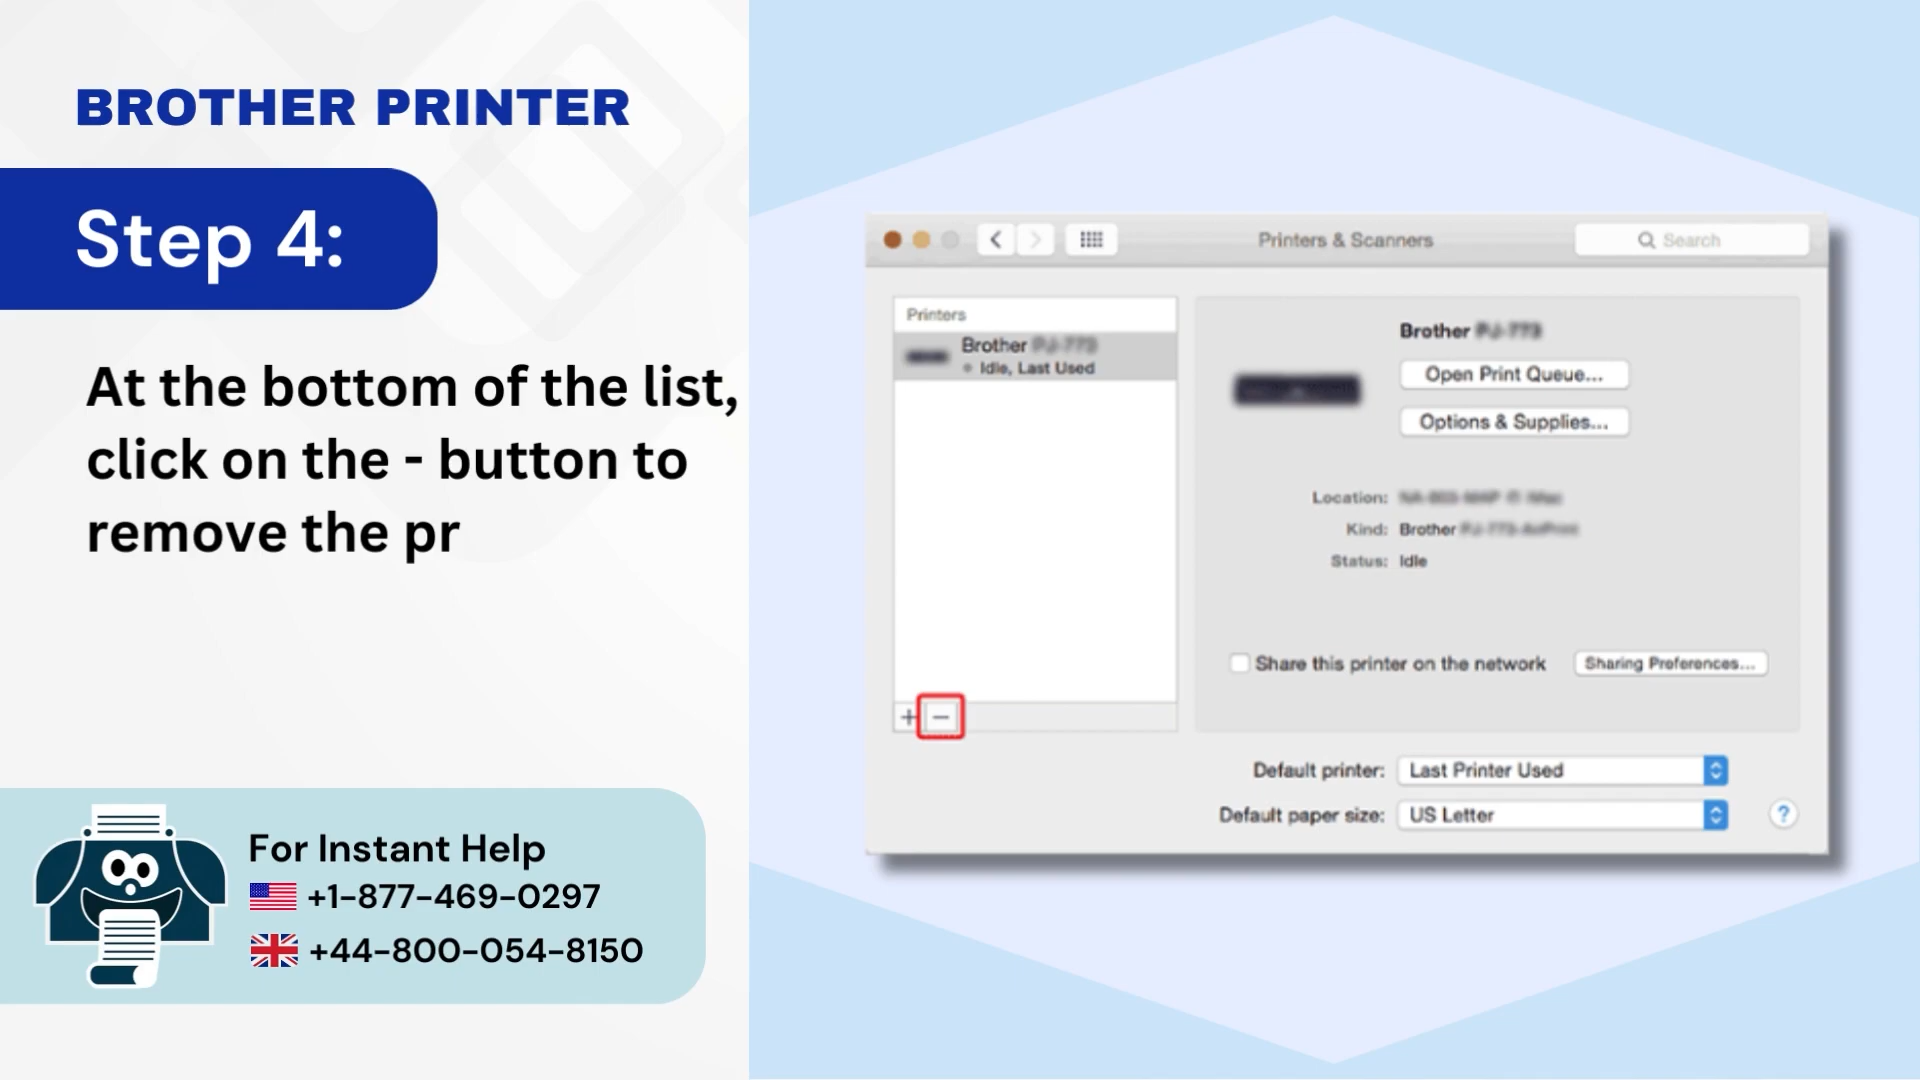 BROTHER PRINTER
Step 4:
At the bottom of the list,
click on the - button to
remove the pr
For Instant Help
+1-877-469-0297
+44-800-054-8150
Printers & Scanners
Search
Printers
Brother
Idle, Last Used
+ −
Brother
Open Print Queue...
Options & Supplies...
Location:
Kind: Brother
Status: Idle
Share this printer on the network
Sharing Preferences...
Default printer: Last Printer Used
Default paper size: US Letter
?